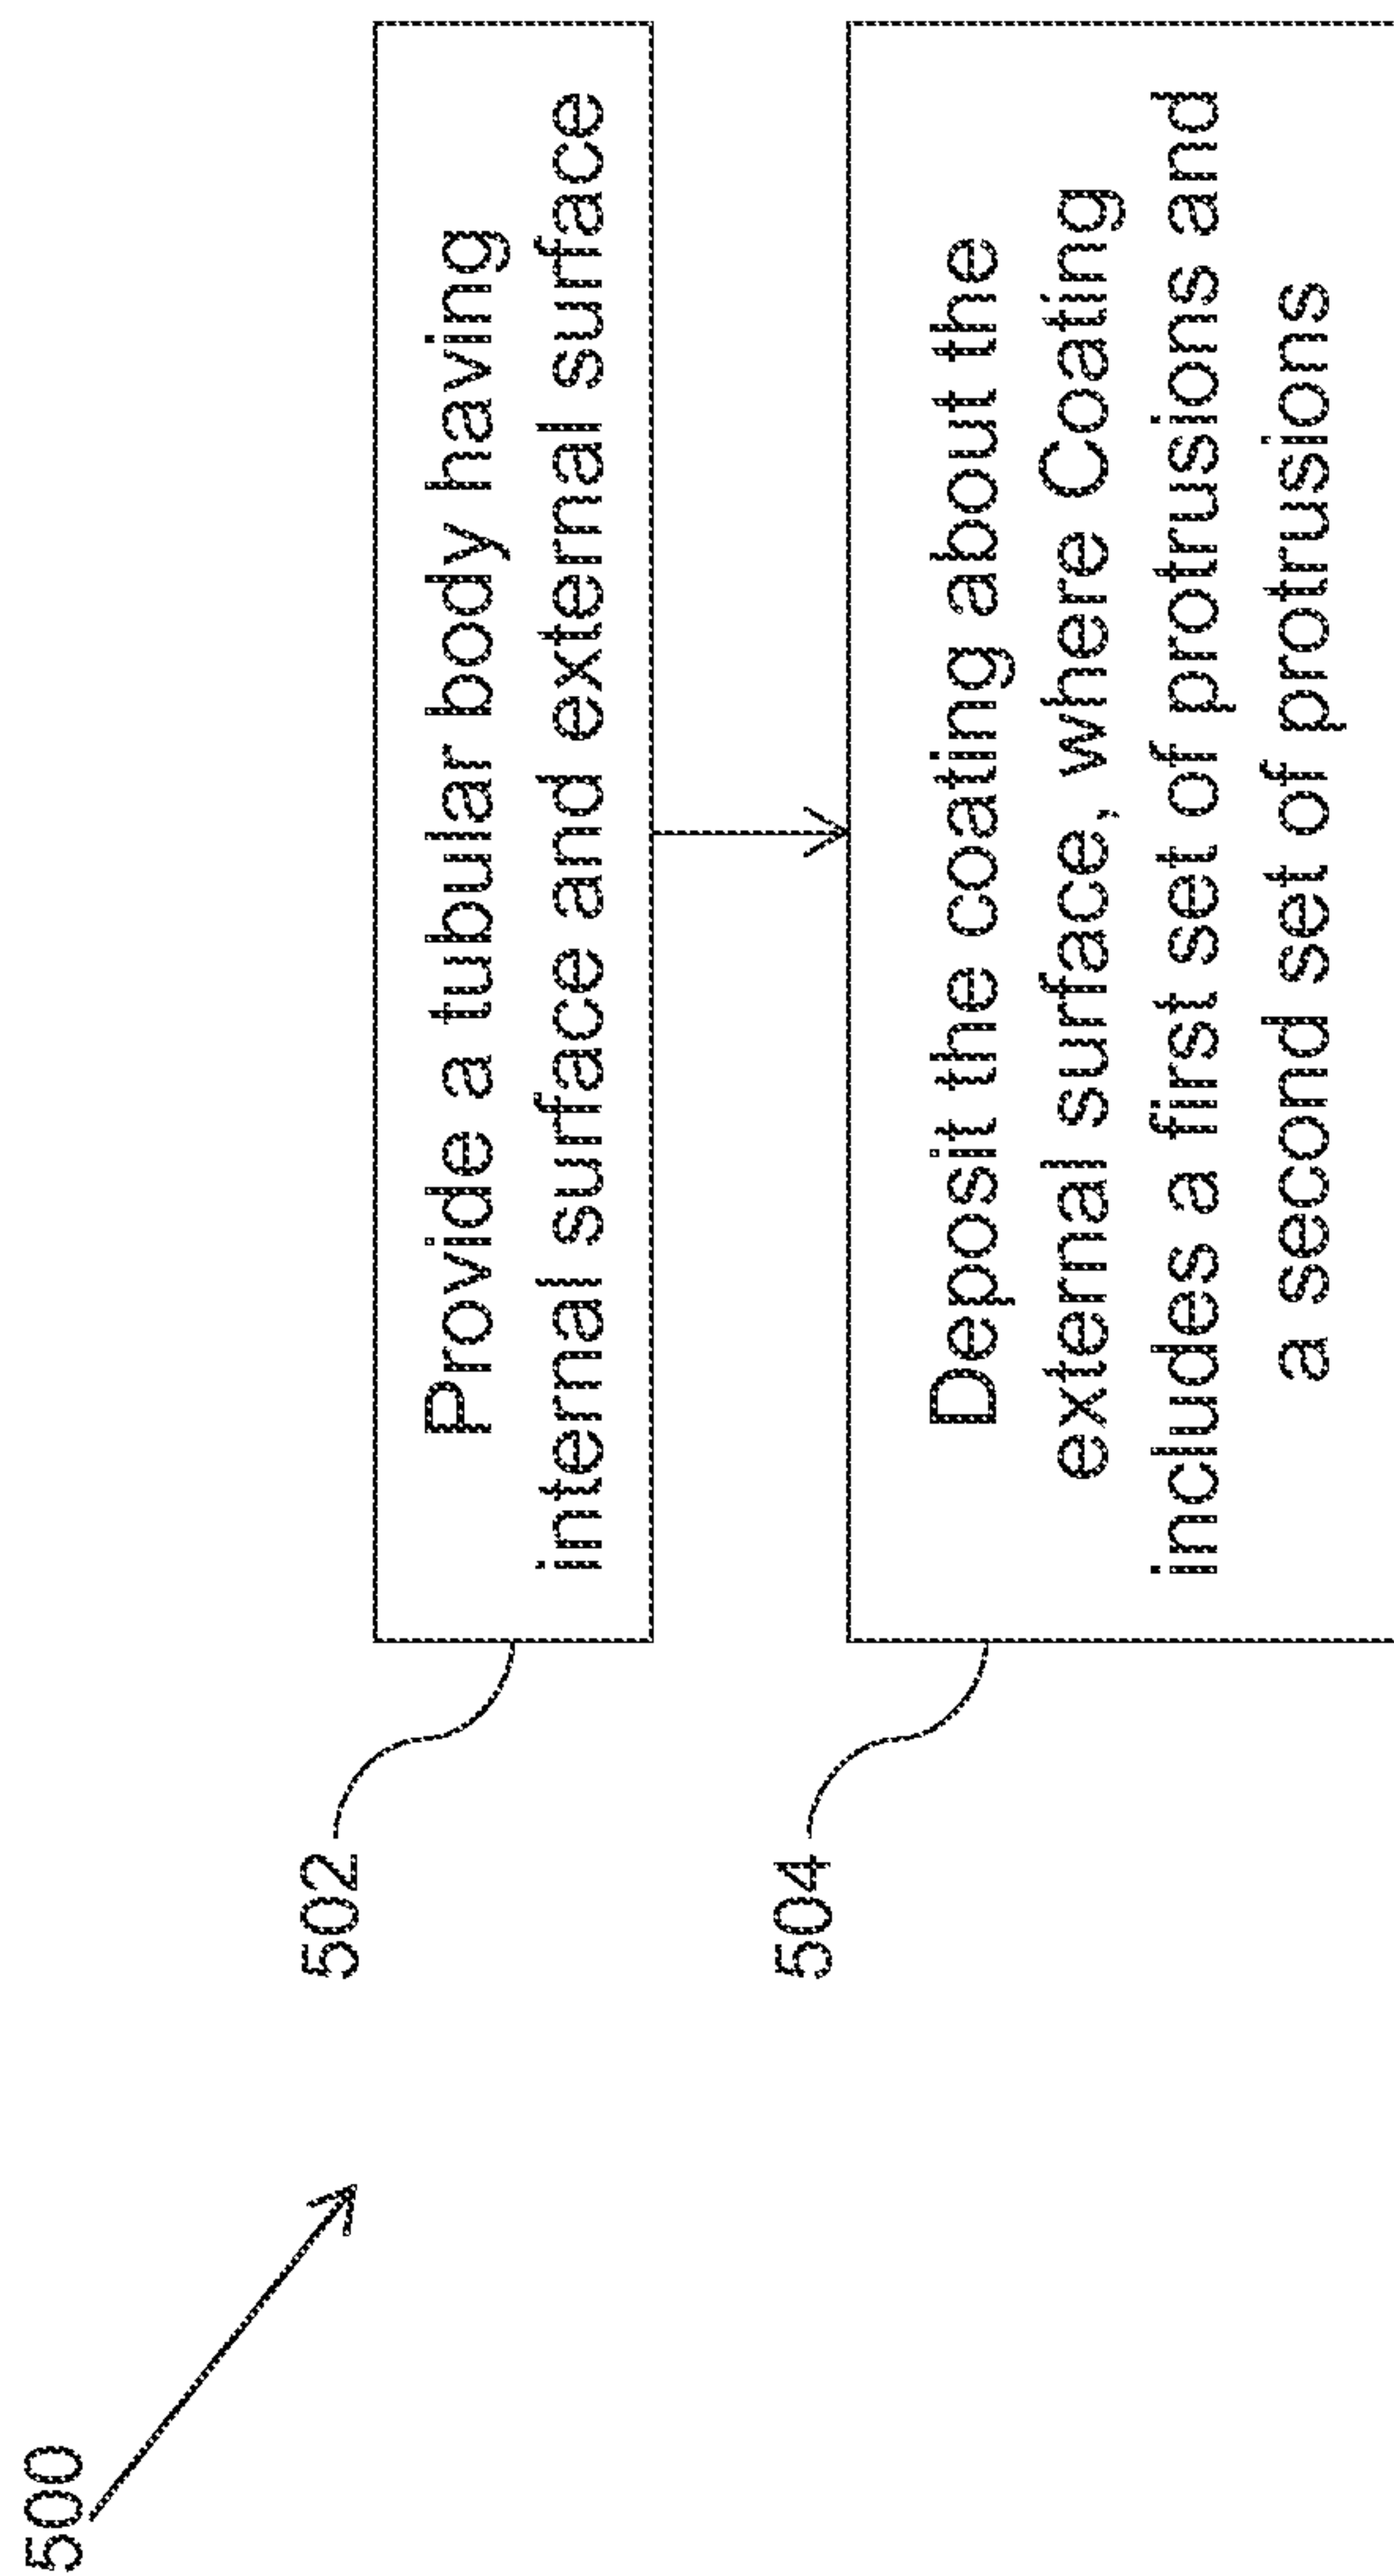 500
502
Provide a tubular body having
internal surface and external surface
504
Deposit the coating about the
external surface, where Coating
includes a first set of protrusions and
a second set of protrusions